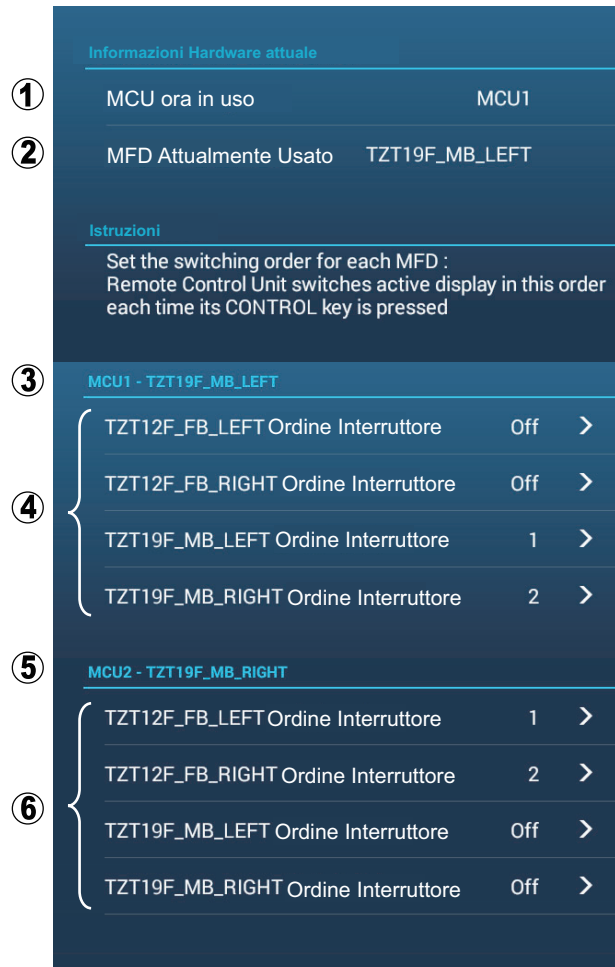 Informazioni Hardware attuale
1 MCU ora in uso MCU1
2 MFD Attualmente Usato TZT19F_MB_LEFT
Istruzioni
Set the switching order for each MFD :
Remote Control Unit switches active display in this order
each time its CONTROL key is pressed
3 MCU1 - TZT19F_MB_LEFT
TZT12F_FB_LEFT Ordine Interruttore Off >
TZT12F_FB_RIGHT Ordine Interruttore Off >
4
TZT19F_MB_LEFT Ordine Interruttore 1 >
TZT19F_MB_RIGHT Ordine Interruttore 2 >
5 MCU2 - TZT19F_MB_RIGHT
TZT12F_FB_LEFT Ordine Interruttore 1 >
TZT12F_FB_RIGHT Ordine Interruttore 2 >
6
TZT19F_MB_LEFT Ordine Interruttore Off >
TZT19F_MB_RIGHT Ordine Interruttore Off >